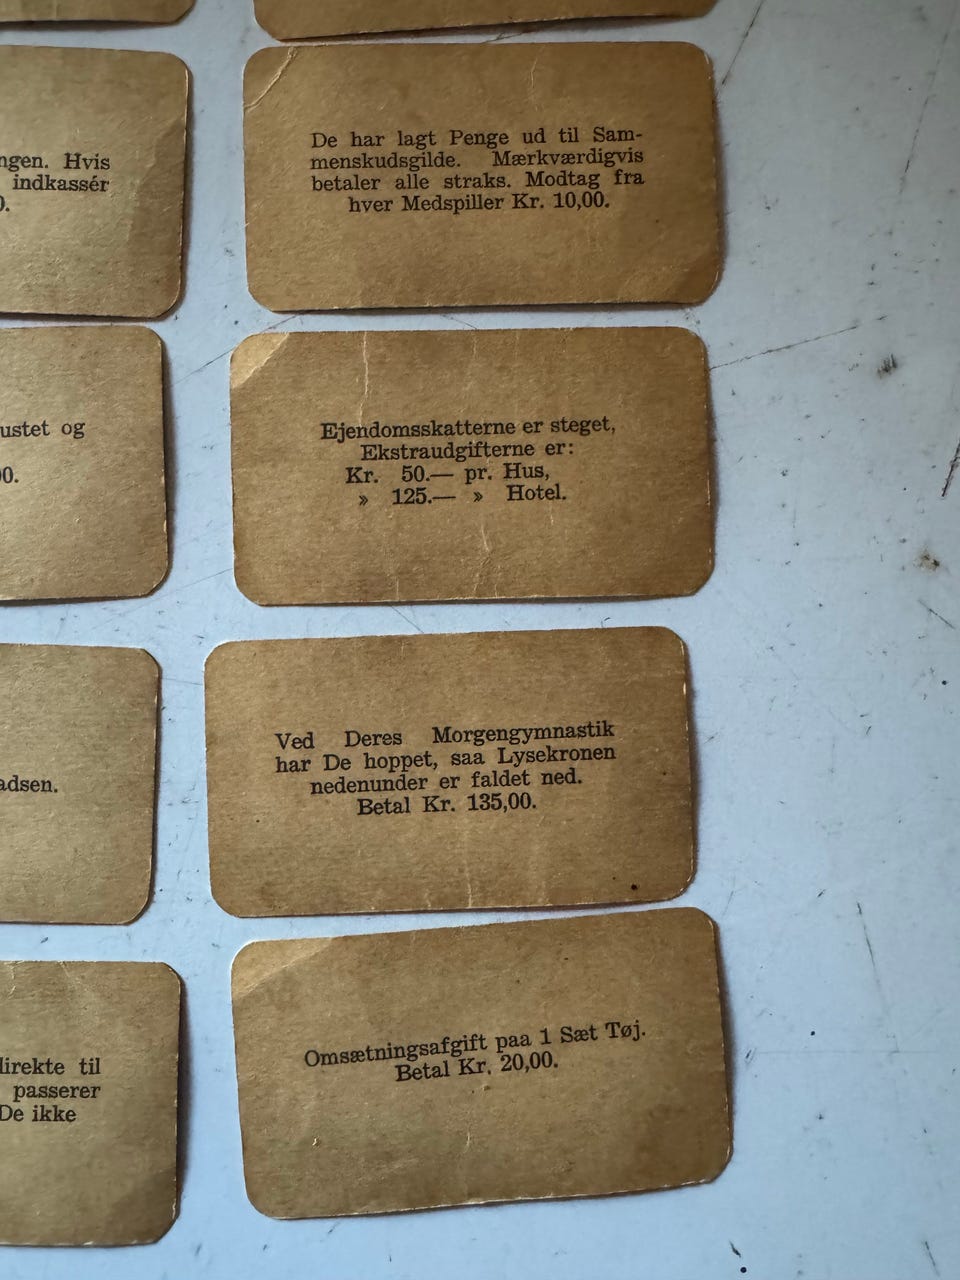 ngen. Hvis
indkassér
0.
De har lagt Penge ud til Sam-
menskudsgilde. Mærkværdigvis
betaler alle straks. Modtag fra
hver Medspiller Kr. 10,00.
ustet og
00.
Ejendomsskatterne er steget,
Ekstraudgifterne er:
Kr. 50.— pr. Hus,
» 125.— » Hotel.
adsen.
Ved Deres Morgengymnastik
har De hoppet, saa Lysekronen
nedenunder er faldet ned.
Betal Kr. 135,00.
direkte til
passerer
De ikke
Omsætningsafgift paa 1 Sæt Tøj.
Betal Kr. 20,00.